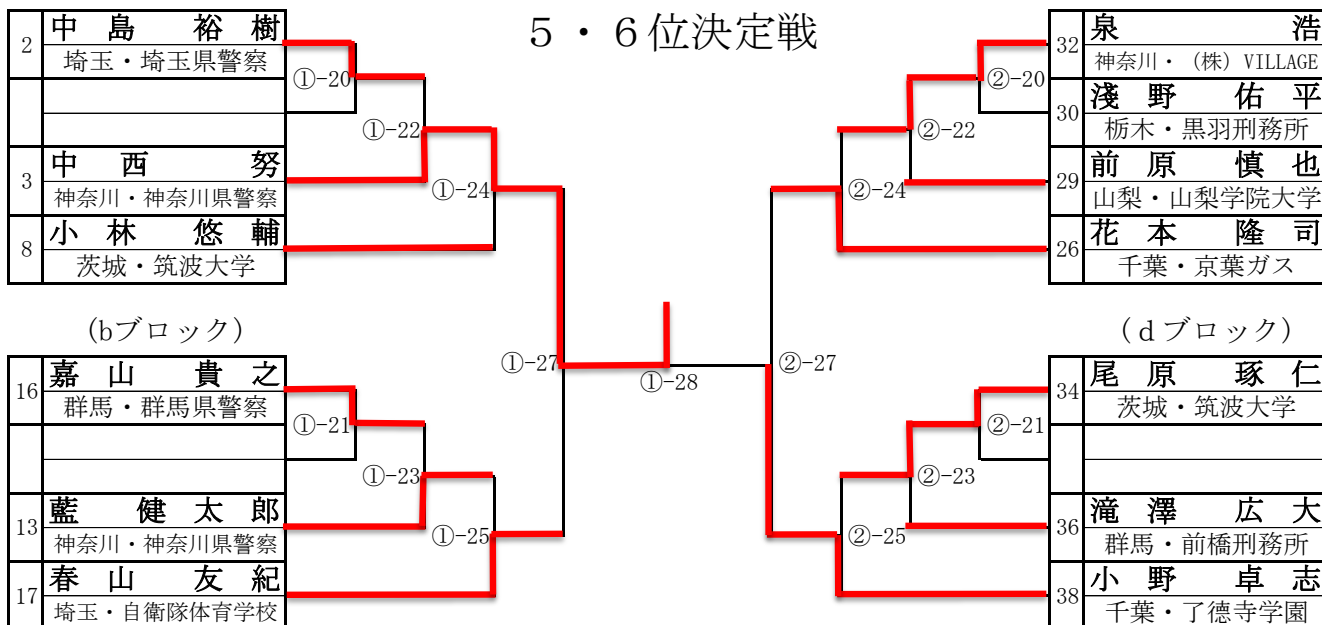 5・6位決定戦
2
中島 裕樹
埼玉・埼玉県警察
①-20
①-22
3
中西 努
神奈川・神奈川県警察
①-24
8
小林 悠輔
茨城・筑波大学
(bブロック)
16
嘉山 貴之
群馬・群馬県警察
①-21
①-23
13
藍 健太郎
神奈川・神奈川県警察
①-25
17
春山 友紀
埼玉・自衛隊体育学校
①-27
①-28
②-27
32
泉 浩
神奈川・(株)VILLAGE
②-20
30
淺野 佑平
栃木・黒羽刑務所
②-22
29
前原 慎也
山梨・山梨学院大学
②-24
26
花本 隆司
千葉・京葉ガス
(dブロック)
34
尾原 琢仁
茨城・筑波大学
②-21
②-23
36
滝澤 広大
群馬・前橋刑務所
②-25
38
小野 卓志
千葉・了德寺学園